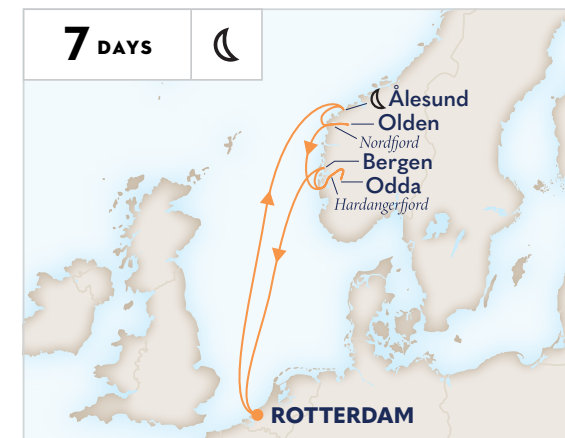 7 DAYS
Ålesund
Olden
Nordfjord
Bergen
Odda
Hardangerfjord
ROTTERDAM